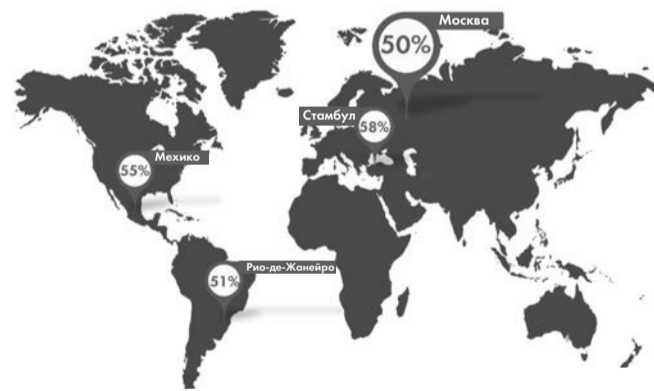 Москва
50%
Стамбул
58%
Мехико
55%
Рио-де-Жанейро
51%